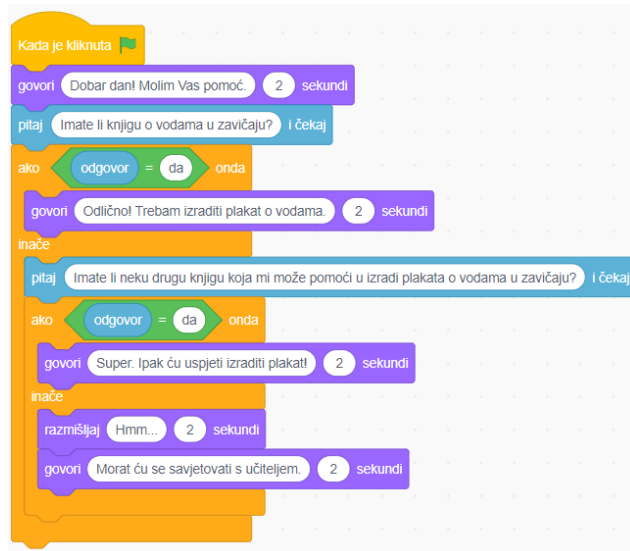 Kada je kliknuta
govori Dobar dan! Molim Vas pomoć. 2 sekundi
pitaj Imate li knjigu o vodama u zavičaju? i čekaj
ako odgovor = da onda
govori Odlično! Trebam izraditi plakat o vodama. 2 sekundi
inače
pitaj Imate li neku drugu knjigu koja mi može pomoći u izradi plakata o vodama u zavičaju? i čekaj
ako odgovor = da onda
govori Super. Ipak ću uspjeti izraditi plakat! 2 sekundi
inače
razmišljaj Hmm... 2 sekundi
govori Morat ću se savjetovati s učiteljem. 2 sekundi